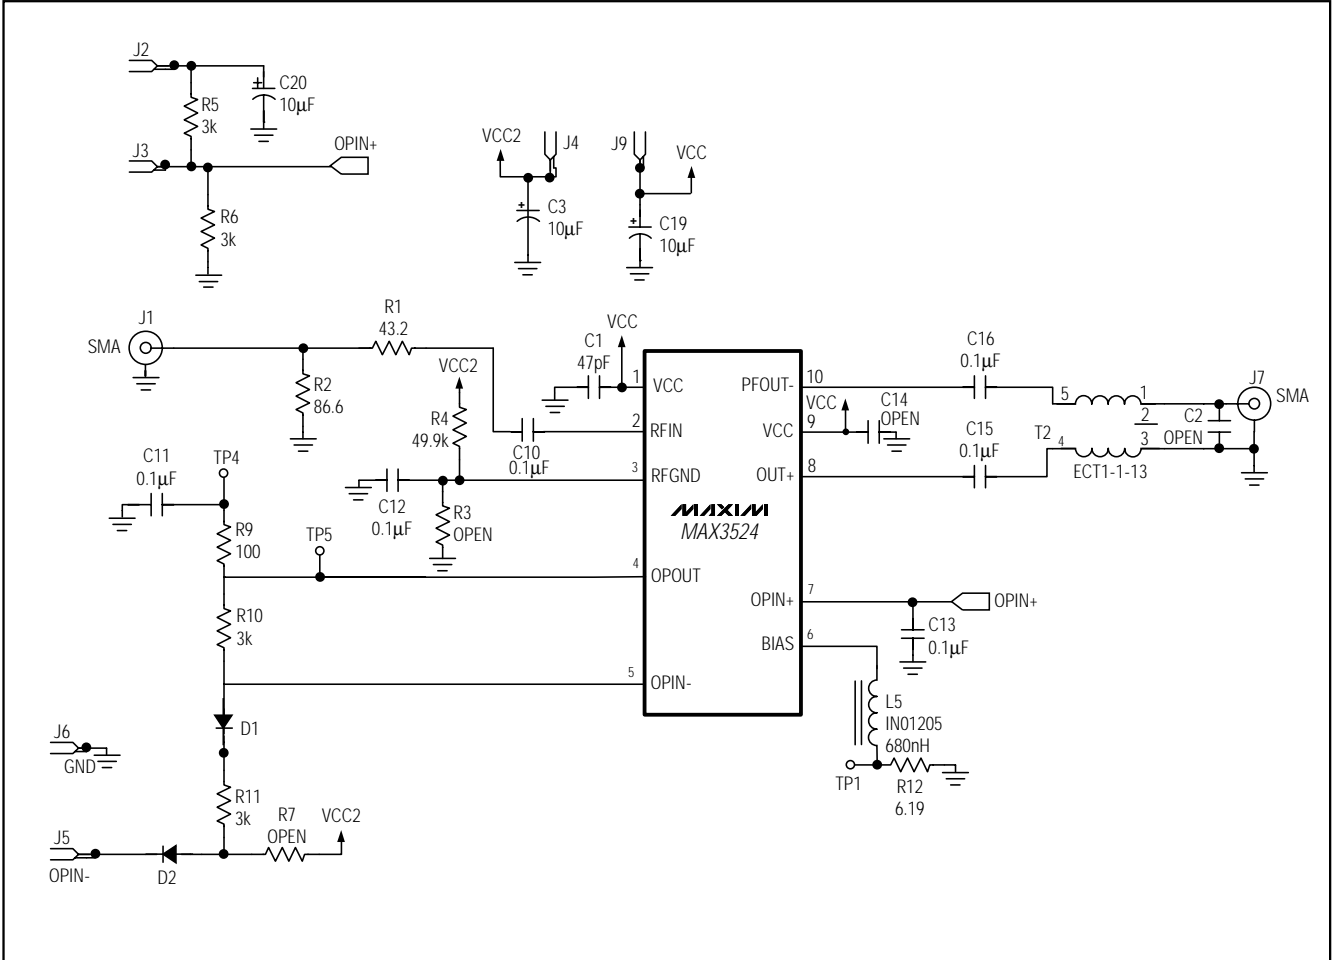 J2
+
C20
10µF
R5
3k
J3
OPIN+
R6
3k
VCC2
J4
J9
VCC
+
C3
10µF
+
C19
10µF
J1
SMA
R1
43.2
R2
86.6
VCC2
R4
49.9k
C1
47pF
VCC
C10
0.1µF
C11
0.1µF
TP4
C12
0.1µF
R3
OPEN
R9
100
TP5
R10
3k
1
VCC
2
RFIN
3
RFGND
MAXIM
MAX3524
4
OPOUT
5
OPIN-
PFOUT-
10
VCC
9
OUT+
8
OPIN+
7
BIAS
6
VCC
C14
OPEN
C16
0.1µF
C15
0.1µF
5
1
2
T2
4
3
ECT1-1-13
C2
OPEN
J7
SMA
OPIN+
C13
0.1µF
L5
IN01205
680nH
TP1
R12
6.19
J6
GND
D1
R11
3k
R7
OPEN
VCC2
J5
OPIN-
D2